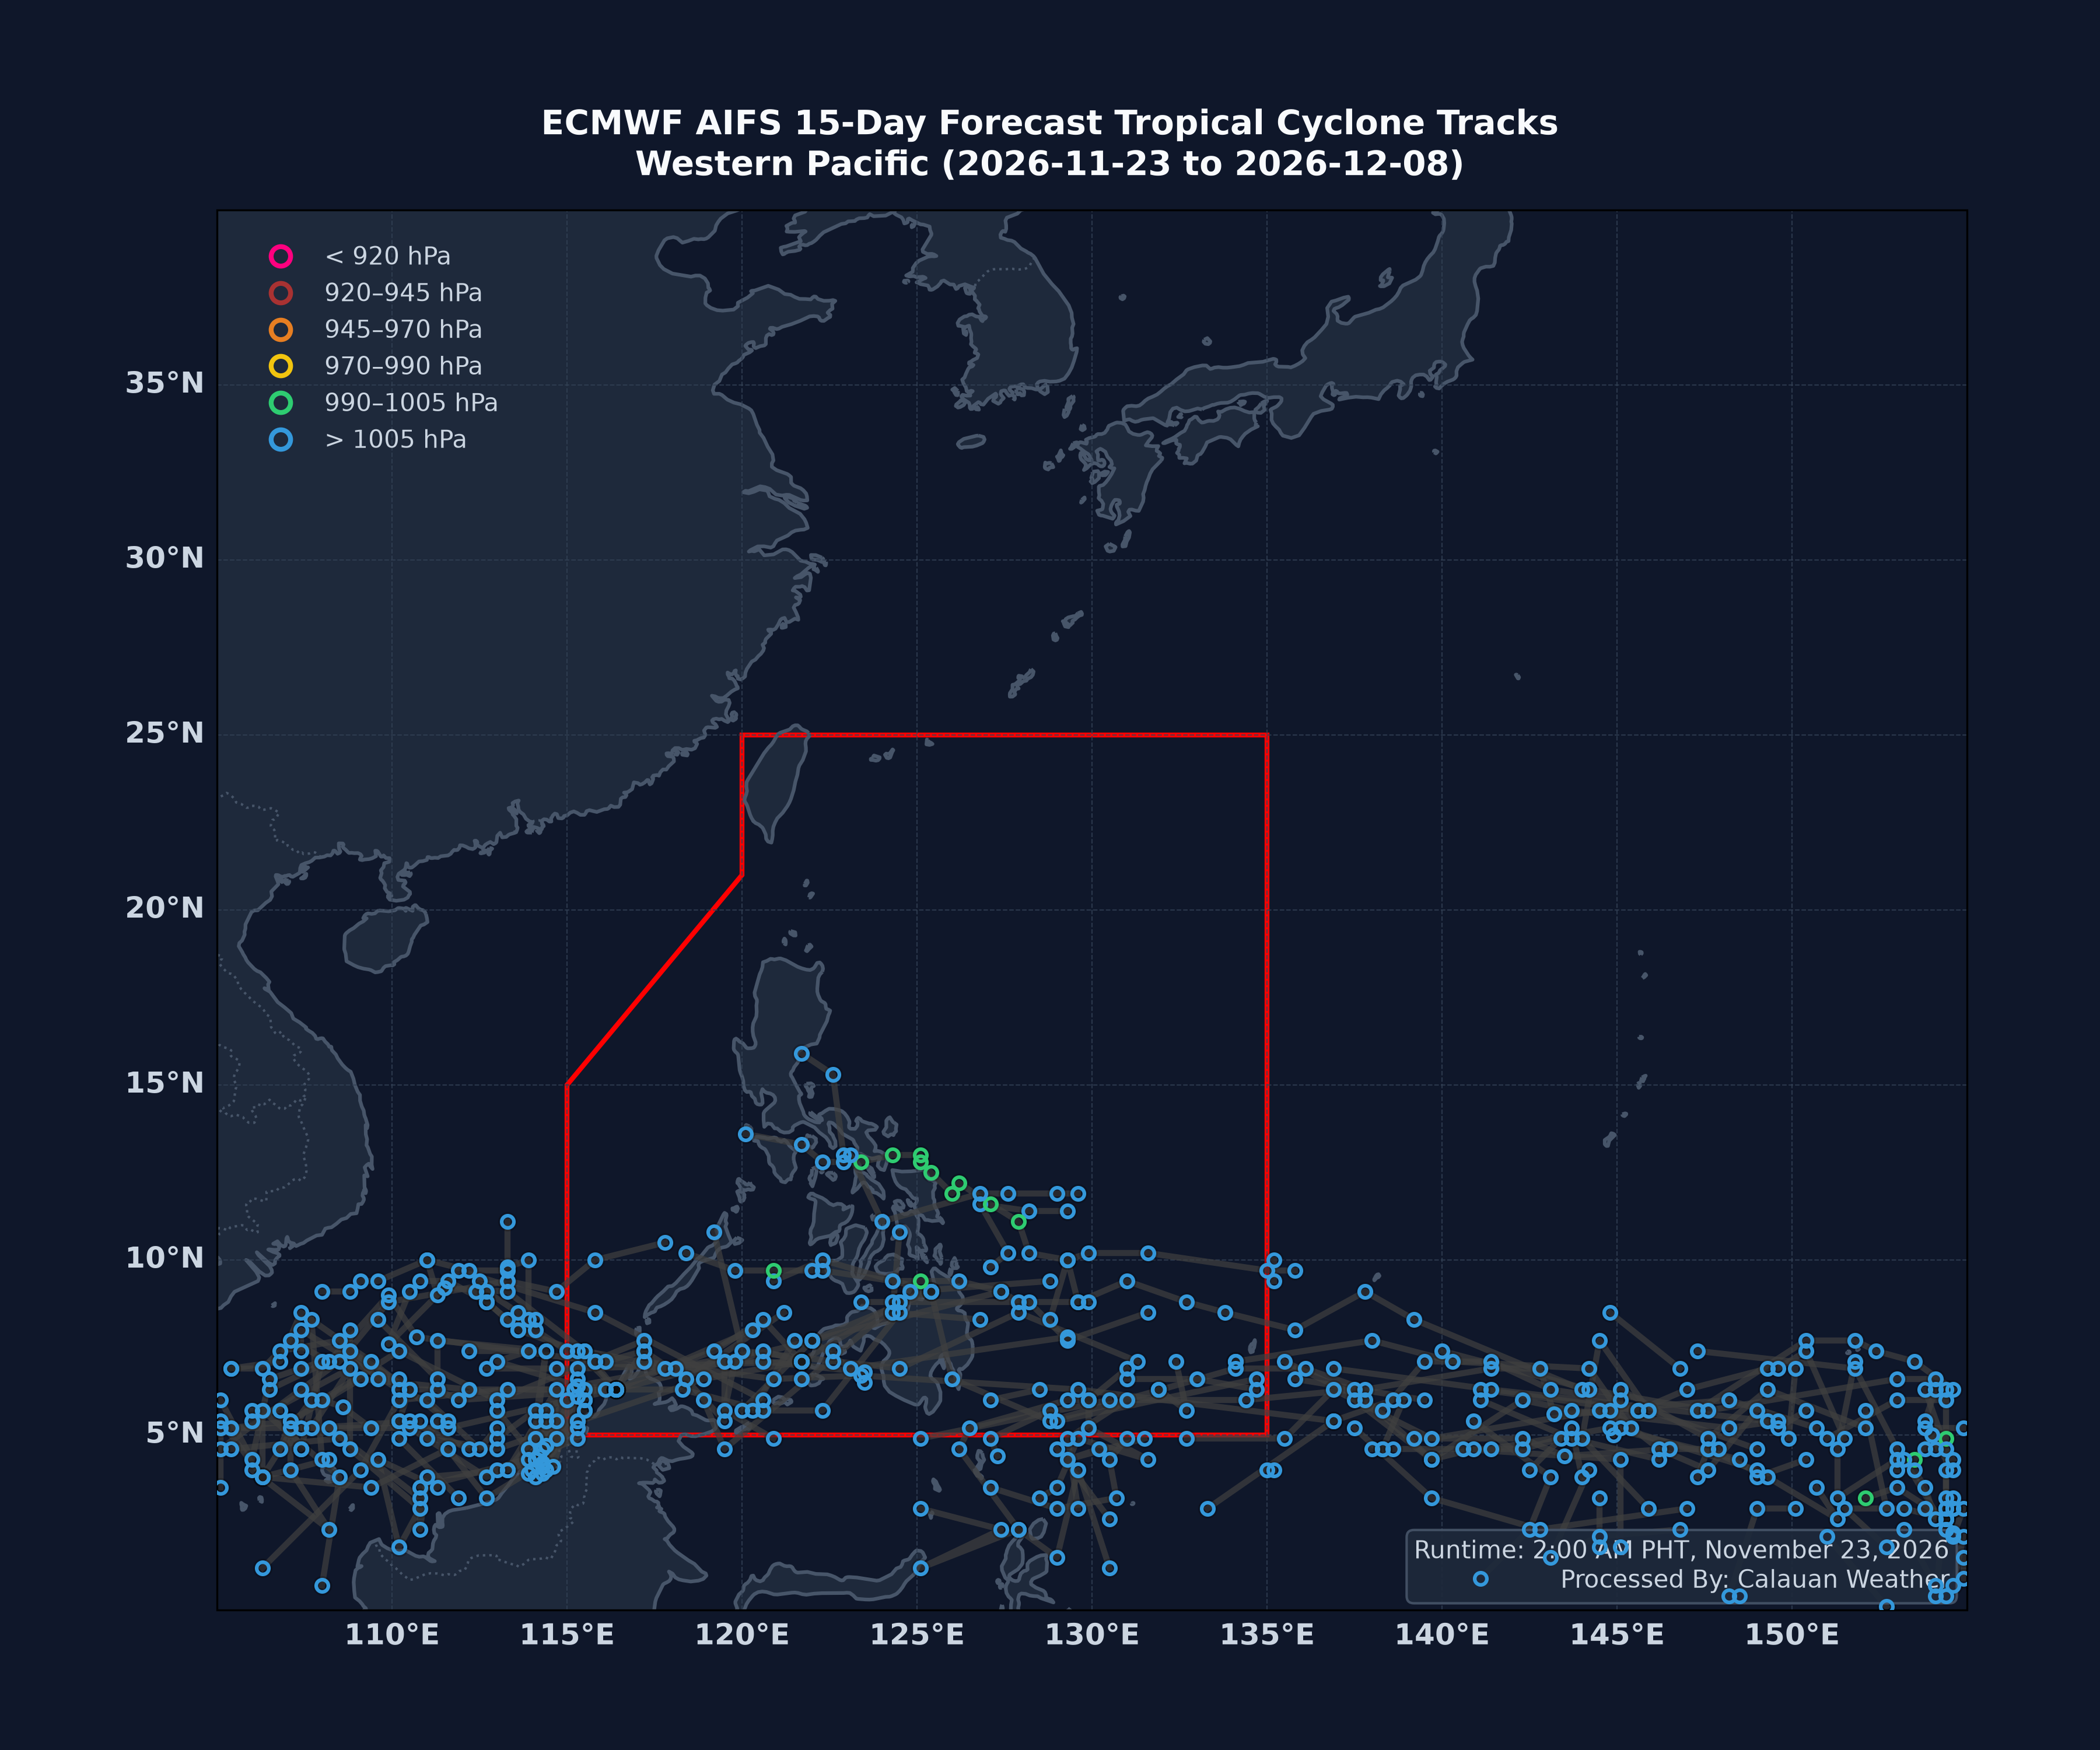 ECMWF AIFS 15-Day Forecast Tropical Cyclone Tracks
Western Pacific (2026-11-23 to 2026-12-08)
< 920 hPa
920–945 hPa
945–970 hPa
970–990 hPa
990–1005 hPa
> 1005 hPa
35°N
30°N
25°N
20°N
15°N
10°N
5°N
Runtime: 2:00 AM PHT, November 23, 2026
Processed By: Calauan Weather
110°E
115°E
120°E
125°E
130°E
135°E
140°E
145°E
150°E